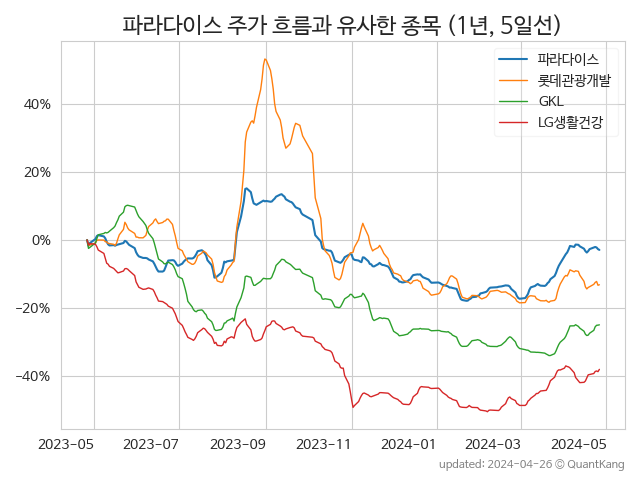 파라다이스 주가 흐름과 유사한 종목 (1년, 5일선)
파라다이스
롯데관광개발
GKL
LG생활건강
40%
20%
0%
−20%
−40%
2023-05 2023-07 2023-09 2023-11 2024-01 2024-03 2024-05
updated: 2024-04-26 © QuantKang